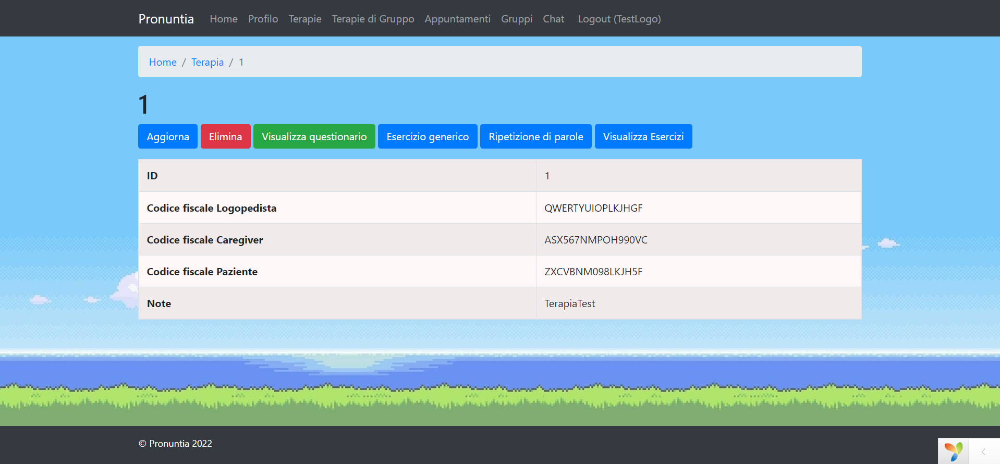 Pronuntia Home Profilo Terapie Terapie di Gruppo Appuntamenti Gruppi Chat Logout (TestLogo)
Home / Terapia / 1
1
Aggiorna Elimina Visualizza questionario Esercizio generico Ripetizione di parole Visualizza Esercizi
ID 1
Codice fiscale Logopedista QWERTYUIOPLKJHGF
Codice fiscale Caregiver ASX567NMPOH990VC
Codice fiscale Paziente ZXCVBNM098LKJH5F
Note TerapiaTest
© Pronuntia 2022